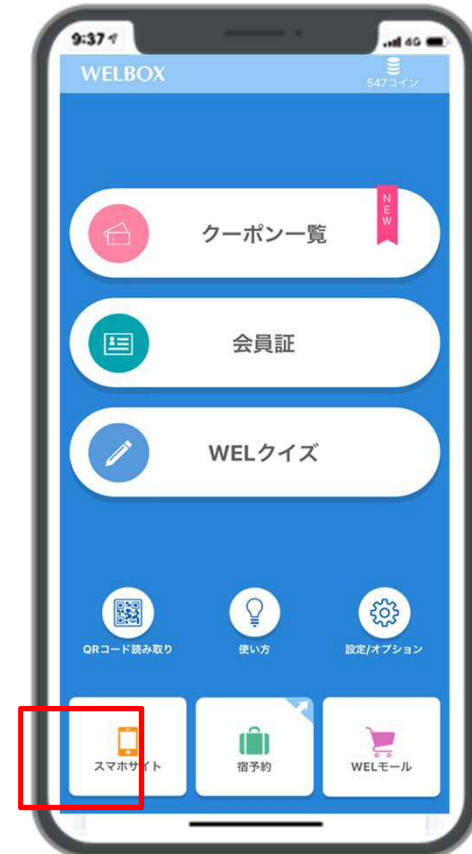 9:37
4G
WELBOX
547コイン
NEW
クーポン一覧
会員証
WELクイズ
QRコード読み取り
使い方
設定/オプション
スマホサイト
宿予約
WELモール